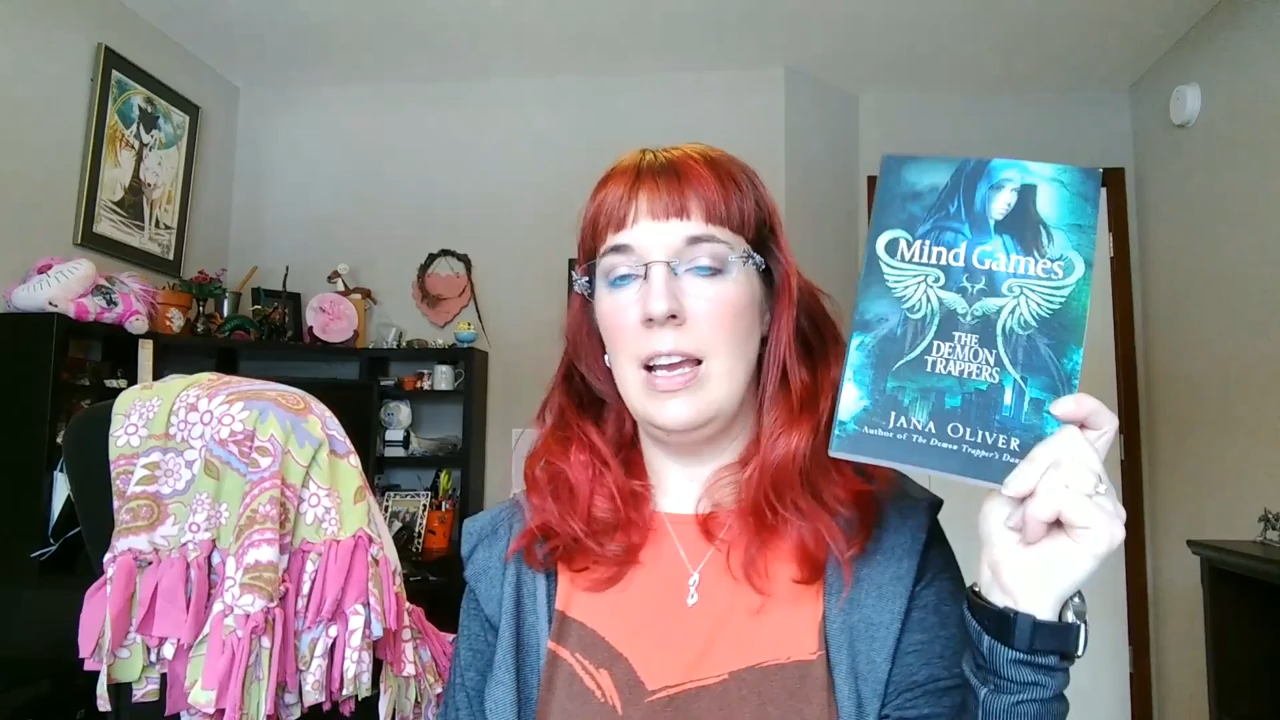 Mind Games
THE
DEMON
TRAPPERS
JANA OLIVER
Author of The Demon Trapper's